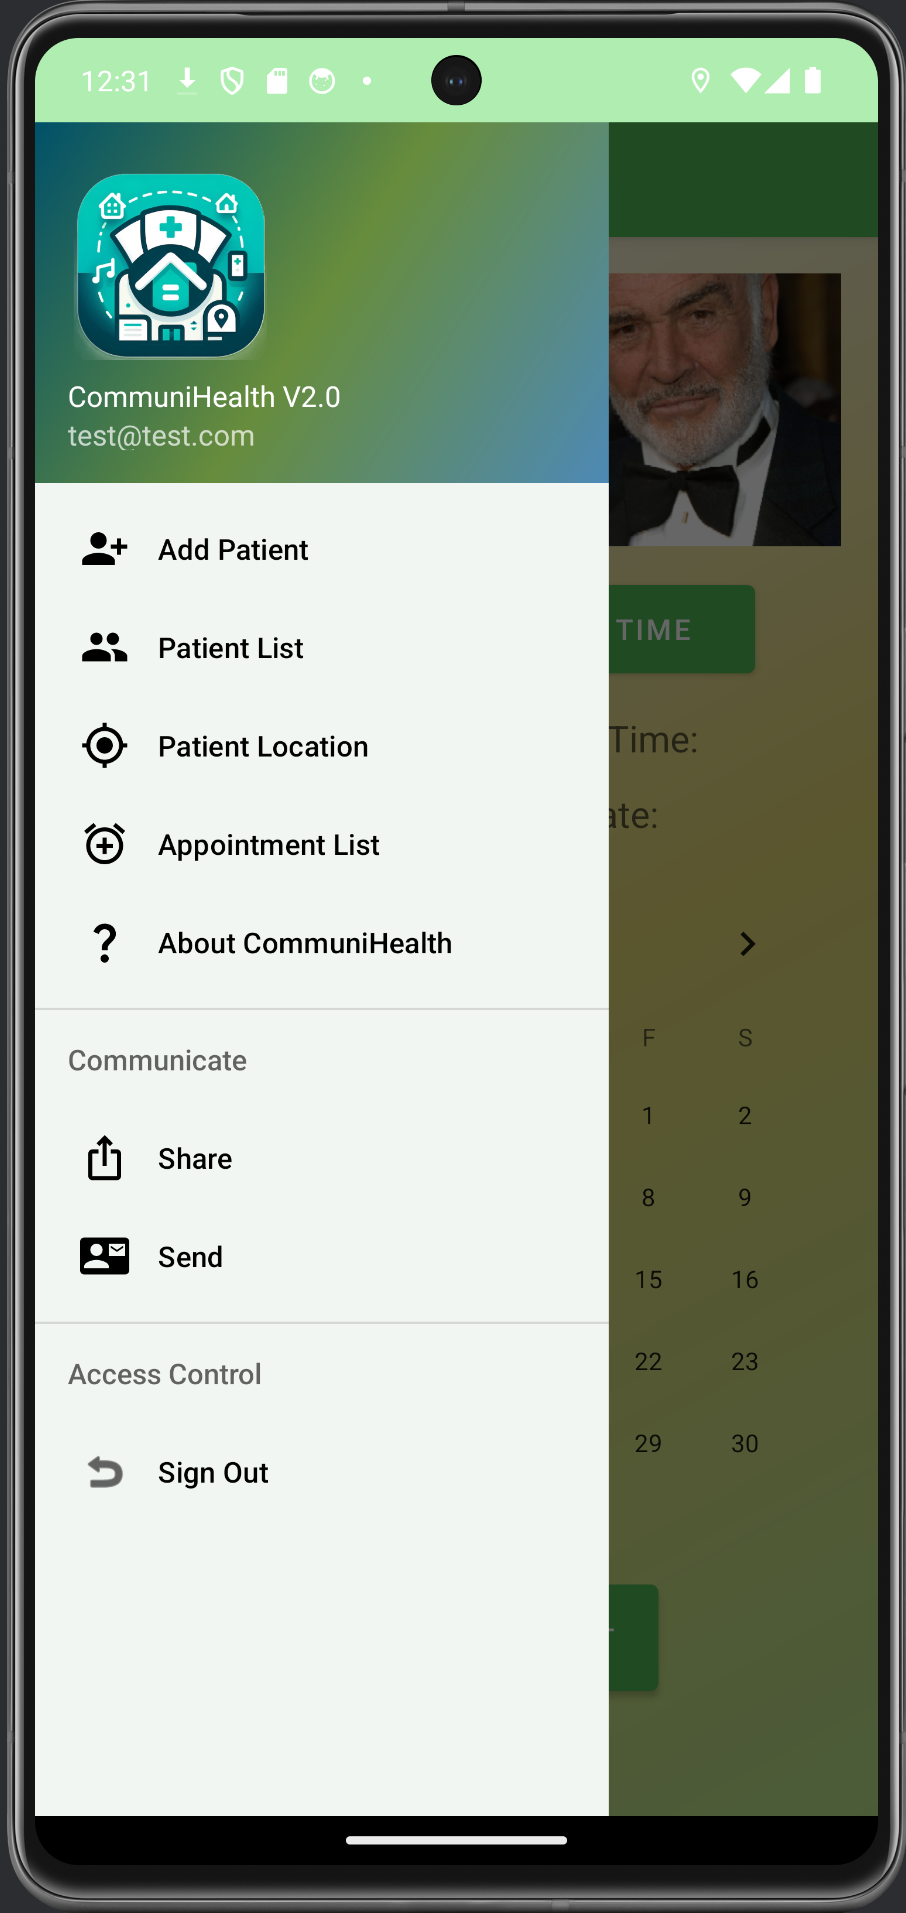 12:31
CommuniHealth V2.0
test@test.com
Add Patient
Patient List
Patient Location
Appointment List
About CommuniHealth
Communicate
Share
Send
Access Control
Sign Out
TIME
Time:
ate:
F S
1 2
8 9
15 16
22 23
29 30